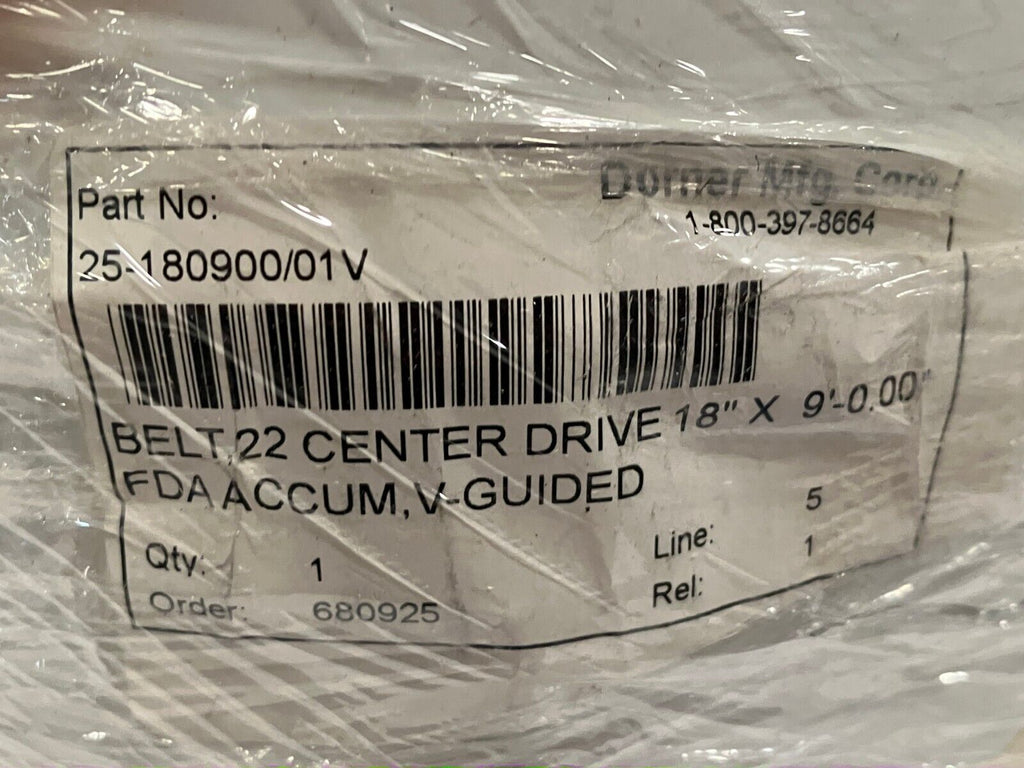 Dorner Mfg. Corp.
1-800-397-8664
Part No:
25-180900/01V
BELT,22 CENTER DRIVE 18" X 9'-0.00"
FDA ACCUM, V-GUIDED
Qty: 1 Line: 5
Order: 680925 Rel: 1